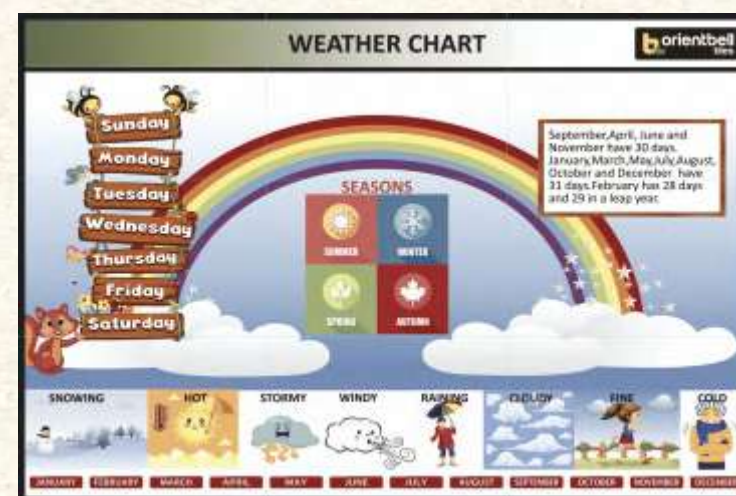 WEATHER CHART
b orientbell
tiles
Sunday
Monday
Tuesday
Wednesday
Thursday
Friday
Saturday
SEASONS
SUMMER WINTER
SPRING AUTUMN
September,April, June and
November have 30 days.
January,March,May,July,August,
October and December have
31 days.February has 28 days
and 29 in a leap year.
SNOWING HOT STORMY WINDY RAINING CLOUDY FINE COLD
JANUARY FEBRUARY MARCH APRIL MAY JUNE JULY AUGUST SEPTEMBER OCTOBER NOVEMBER DECEMBER